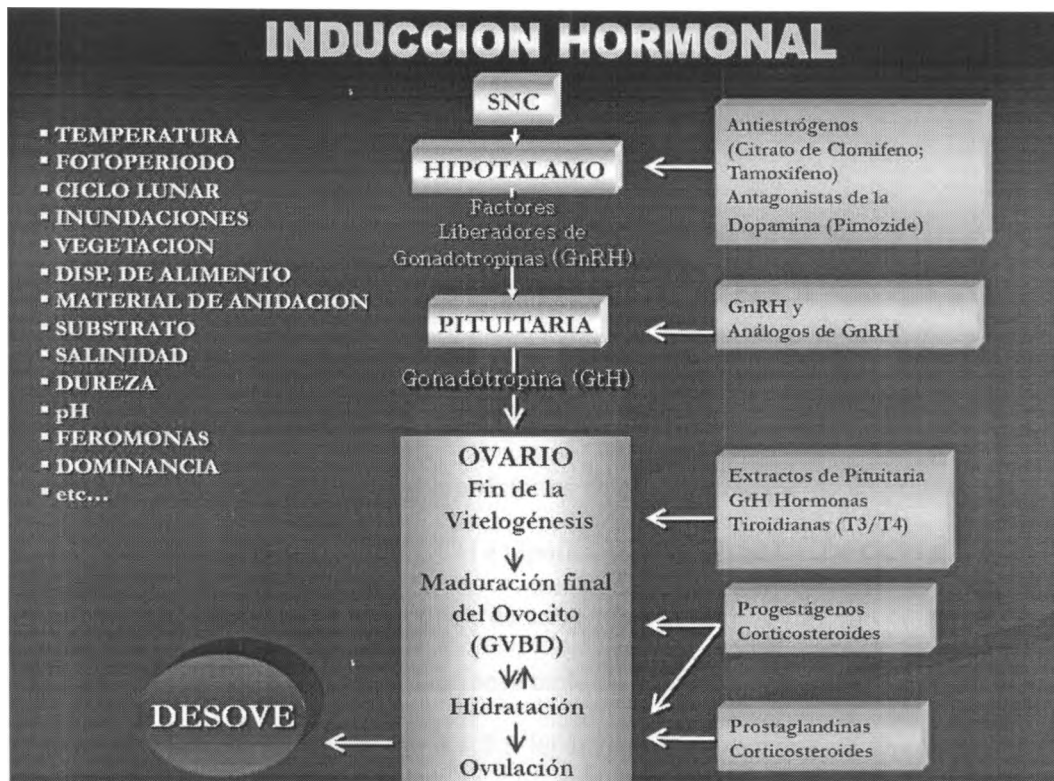 INDUCCION HORMONAL
▪ TEMPERATURA
▪ FOTOPERIODO
▪ CICLO LUNAR
▪ INUNDACIONES
▪ VEGETACION
▪ DISP. DE ALIMENTO
▪ MATERIAL DE ANIDACION
▪ SUBSTRATO
▪ SALINIDAD
▪ DUREZA
▪ pH
▪ FEROMONAS
▪ DOMINANCIA
▪ etc...
SNC
HIPOTALAMO
Factores
Liberadores de
Gonadotropinas (GnRH)
PITUITARIA
Gonadotropina (GtH)
OVARIO
Fin de la
Vitelogénesis
Maduración final
del Ovocito
(GVBD)
Hidratación
Ovulación
Antiestrógenos
(Citrato de Clomifeno;
Tamoxifeno)
Antagonistas de la
Dopamina (Pimozide)
GnRH y
Análogos de GnRH
Extractos de Pituitaria
GtH Hormonas
Tiroidianas (T3/T4)
Progestágenos
Corticosteroides
Prostaglandinas
Corticosteroides
DESOVE